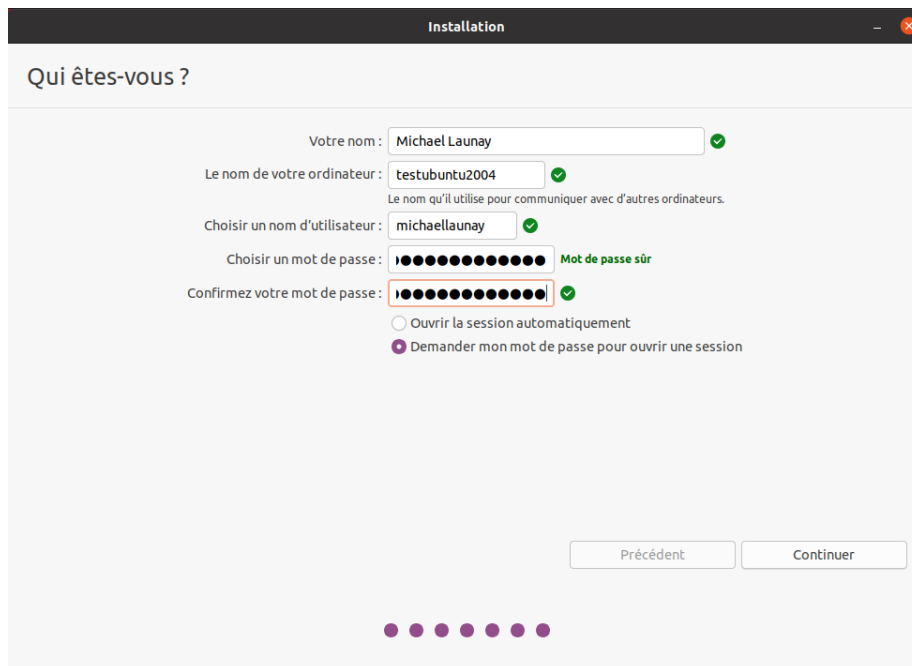 Installation
Qui êtes-vous ?
Votre nom : Michael Launay
Le nom de votre ordinateur : testubuntu2004
Le nom qu’il utilise pour communiquer avec d’autres ordinateurs.
Choisir un nom d’utilisateur : michaellaunay
Choisir un mot de passe : ●●●●●●●●●●●● Mot de passe sûr
Confirmez votre mot de passe : ●●●●●●●●●●●●
Ouvrir la session automatiquement
Demander mon mot de passe pour ouvrir une session
Précédent Continuer